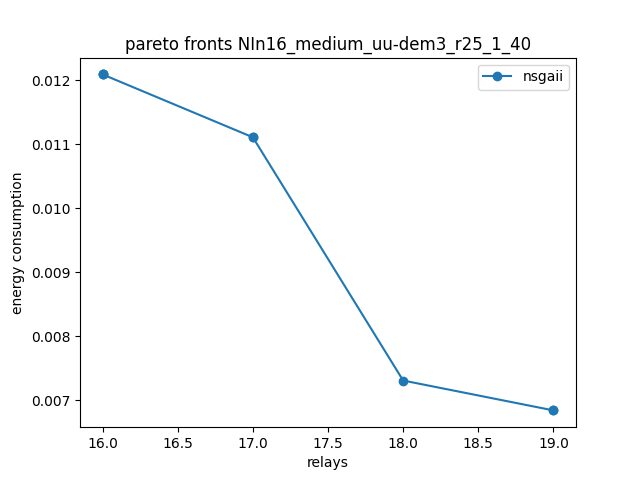 pareto fronts NIn16_medium_uu-dem3_r25_1_40
nsgaii
energy consumption
0.012
0.011
0.010
0.009
0.008
0.007
16.0 16.5 17.0 17.5 18.0 18.5 19.0
relays